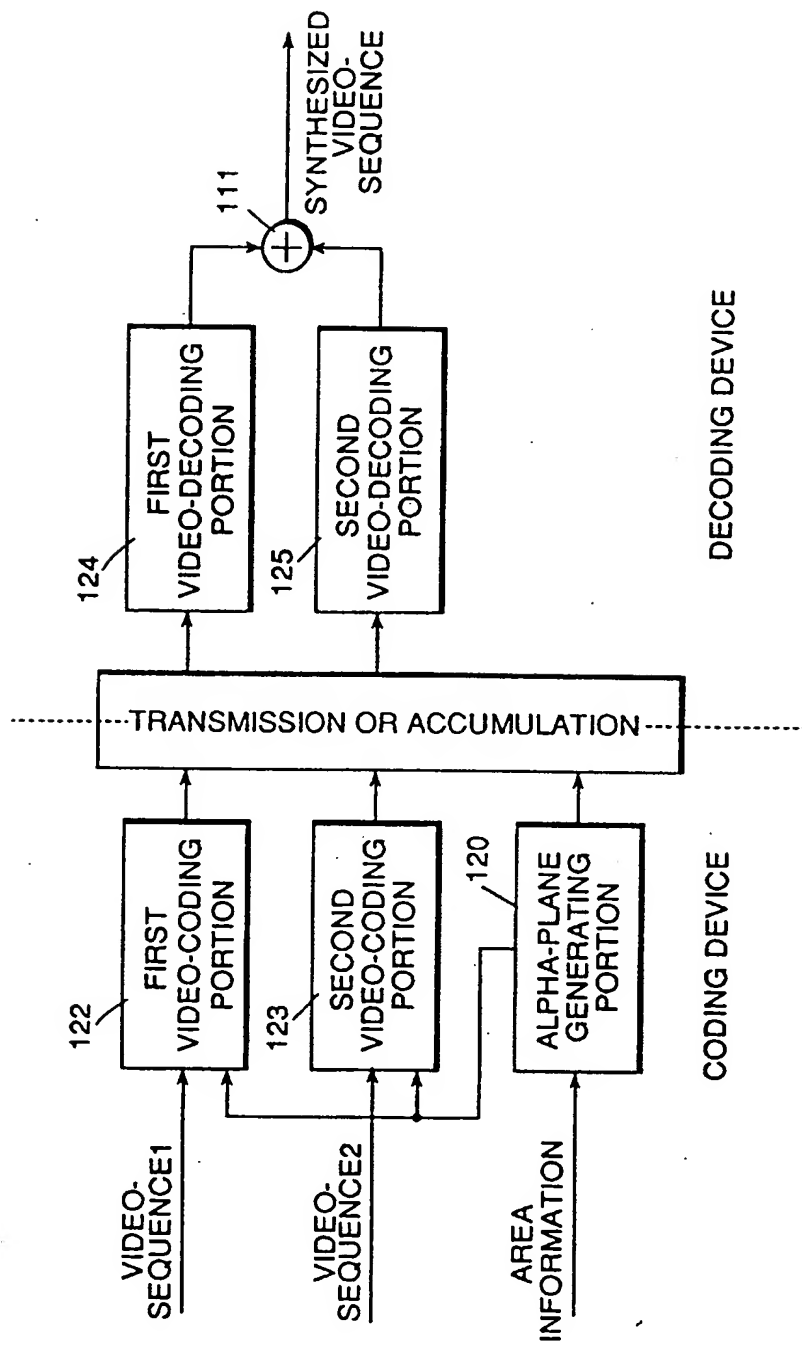 VIDEO-
SEQUENCE1
122
FIRST
VIDEO-CODING
PORTION
VIDEO-
SEQUENCE2
123
SECOND
VIDEO-CODING
PORTION
AREA
INFORMATION
120
ALPHA-PLANE
GENERATING
PORTION
CODING DEVICE
TRANSMISSION OR ACCUMULATION
124
FIRST
VIDEO-DECODING
PORTION
125
SECOND
VIDEO-DECODING
PORTION
111
+
SYNTHESIZED
VIDEO-
SEQUENCE
DECODING DEVICE